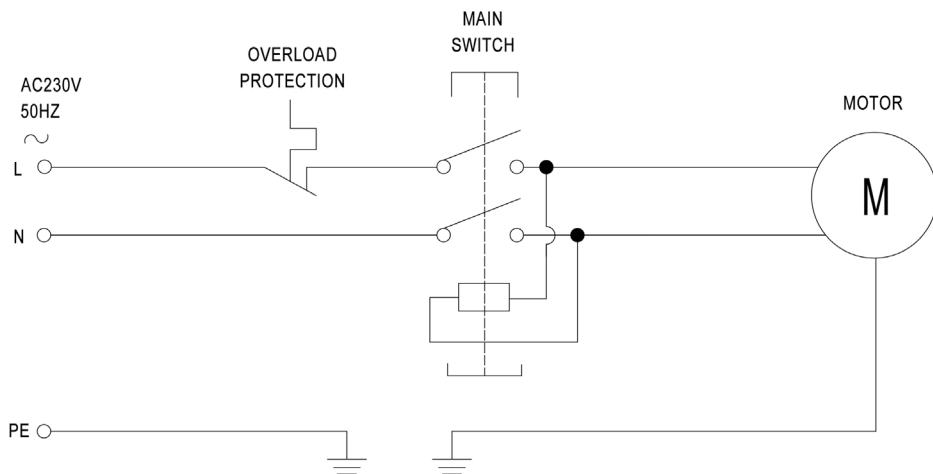 MAIN
SWITCH
OVERLOAD
PROTECTION
AC230V
50HZ
MOTOR
L
M
N
PE